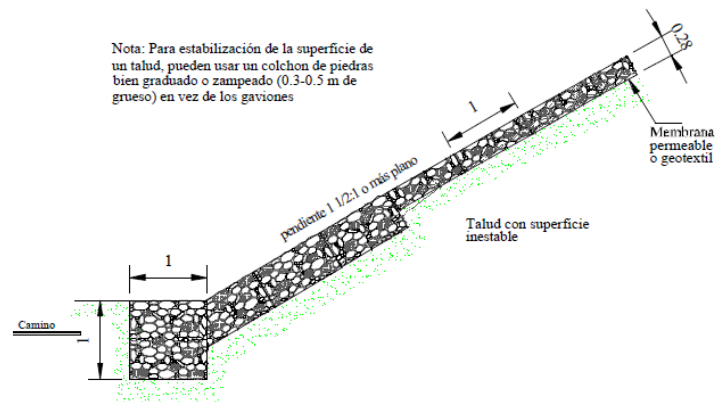 Nota: Para estabilización de la superfície de
un talud, pueden usar un colchon de piedras
bien graduado o zampeado (0.3-0.5 m de
grueso) en vez de los gaviones
0.28
1
Membrana
permeable
o geotextil
pendiente 1 1/2:1 o más plano
Talud con superfície
inestable
1
Camino
1